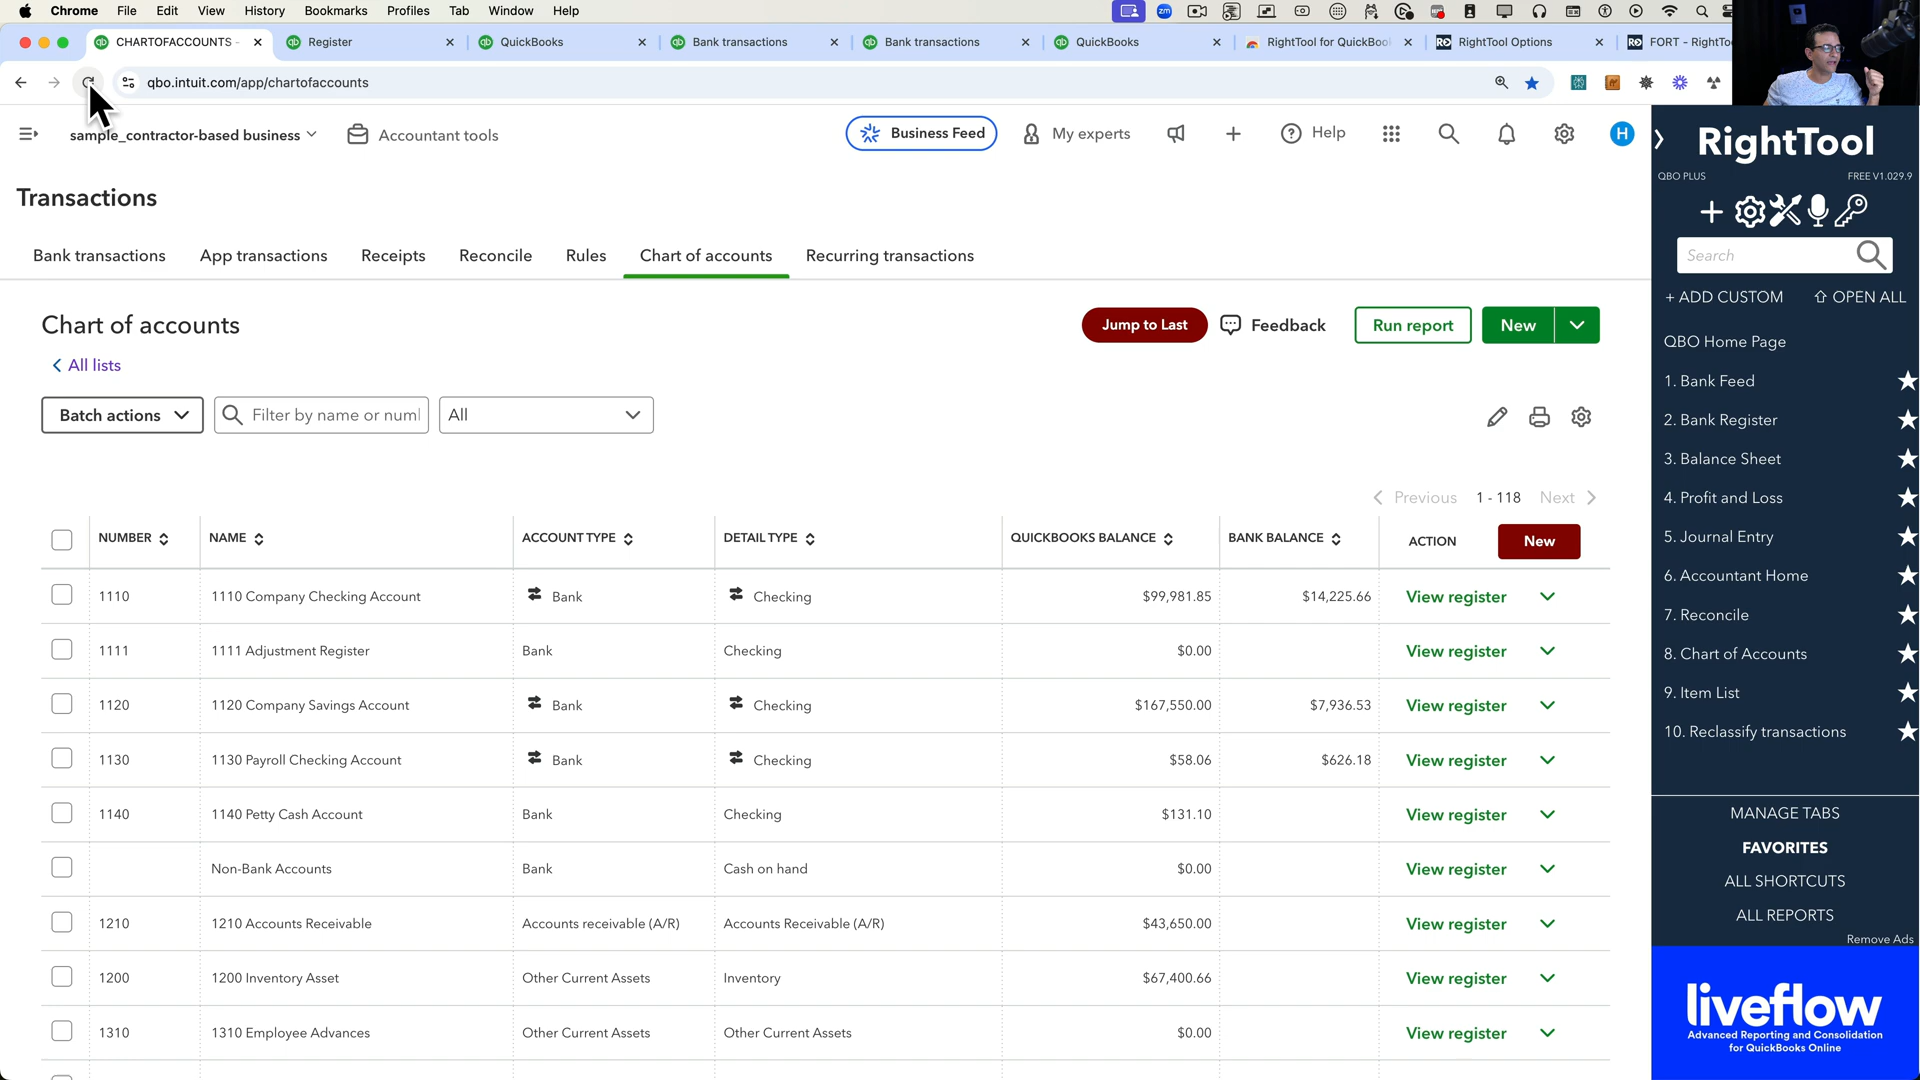 Chrome File Edit View History Bookmarks Profiles Tab Window Help
CHARTOFACCOUNTS - Register QuickBooks Bank transactions Bank transactions QuickBooks RightTool for QuickBoo RightTool Options FORT - RightTo
qbo.intuit.com/app/chartofaccounts
sample_contractor-based business Accountant tools Business Feed My experts Help H
Transactions
Bank transactions App transactions Receipts Reconcile Rules Chart of accounts Recurring transactions
Chart of accounts Jump to Last Feedback Run report New
All lists
Batch actions Filter by name or numl All
Previous 1 - 118 Next
NUMBER NAME ACCOUNT TYPE DETAIL TYPE QUICKBOOKS BALANCE BANK BALANCE ACTION New
1110 1110 Company Checking Account Bank Checking $99,981.85 $14,225.66 View register
1111 1111 Adjustment Register Bank Checking $0.00 View register
1120 1120 Company Savings Account Bank Checking $167,550.00 $7,936.53 View register
1130 1130 Payroll Checking Account Bank Checking $58.06 $626.18 View register
1140 1140 Petty Cash Account Bank Checking $131.10 View register
Non-Bank Accounts Bank Cash on hand $0.00 View register
1210 1210 Accounts Receivable Accounts receivable (A/R) Accounts Receivable (A/R) $43,650.00 View register
1200 1200 Inventory Asset Other Current Assets Inventory $67,400.66 View register
1310 1310 Employee Advances Other Current Assets Other Current Assets $0.00 View register
RightTool
QBO PLUS FREE V1.029.9
Search
+ ADD CUSTOM OPEN ALL
QBO Home Page
1. Bank Feed
2. Bank Register
3. Balance Sheet
4. Profit and Loss
5. Journal Entry
6. Accountant Home
7. Reconcile
8. Chart of Accounts
9. Item List
10. Reclassify transactions
MANAGE TABS
FAVORITES
ALL SHORTCUTS
ALL REPORTS
Remove Ads
liveflow
Advanced Reporting and Consolidation
for QuickBooks Online